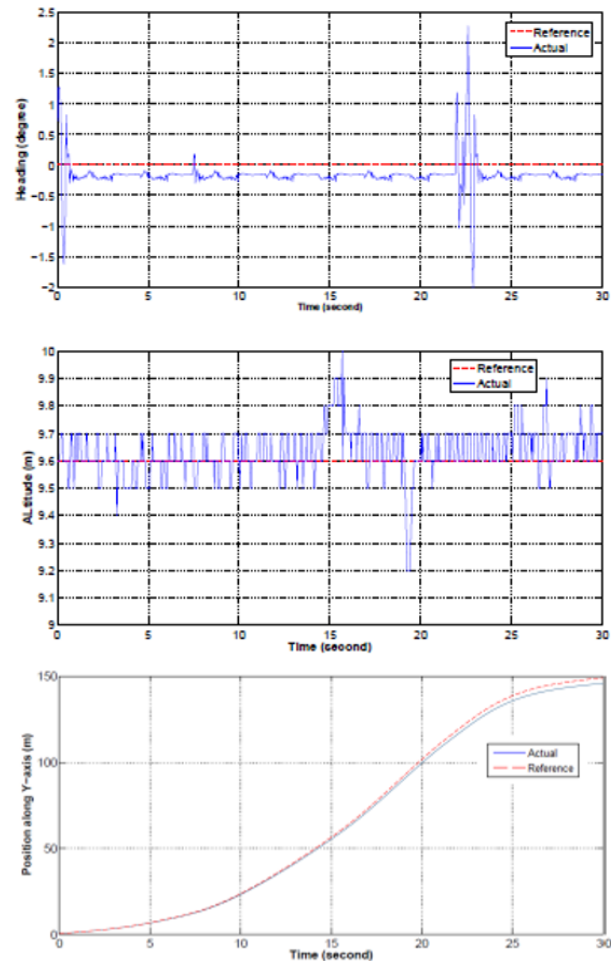 2.5
Reference
Actual
2
1.5
1
0.5
0
−0.5
−1
−1.5
−2
Heading (degree)
0 5 10 15 20 25 30
Time (second)
10
Reference
Actual
9.9
9.8
9.7
9.6
9.5
9.4
9.3
9.2
9.1
9
ALtitude (m)
0 5 10 15 20 25 30
Time (second)
150
Actual
Reference
100
50
0
Position along Y−axis (m)
0 5 10 15 20 25 30
Time (second)